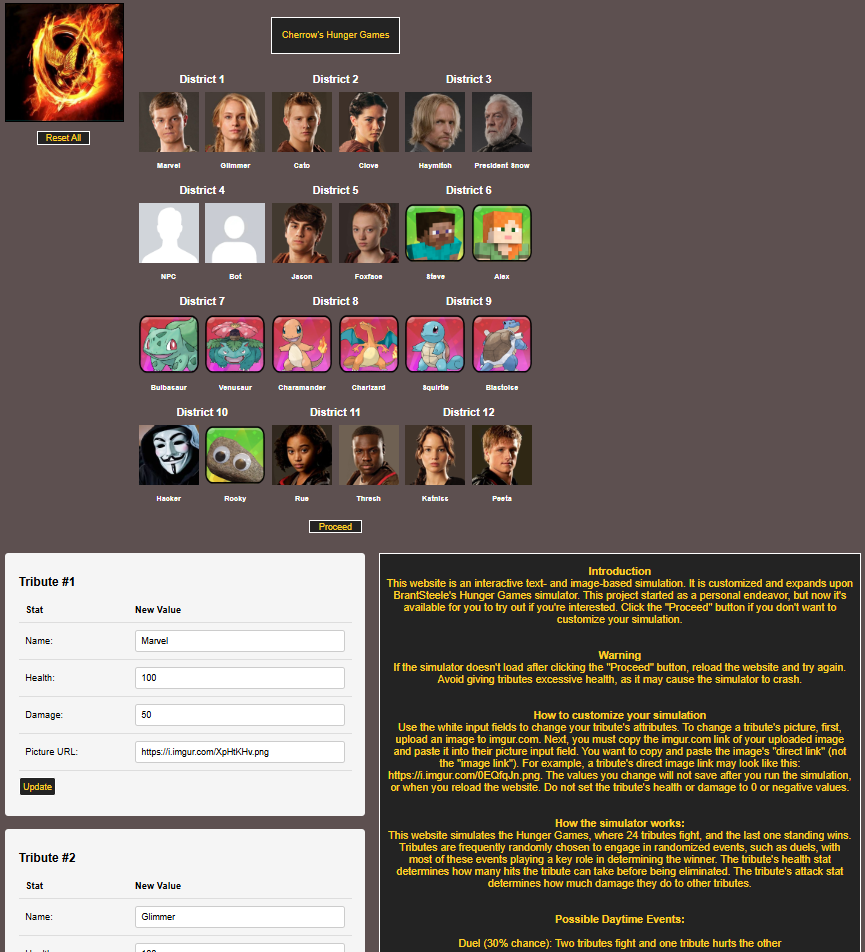 Cherrow's Hunger Games
Reset All
District 1 District 2 District 3
Marvel Glimmer Cato Clove Haymitch President Snow
District 4 District 5 District 6
NPC Bot Jason Foxface Steve Alex
District 7 District 8 District 9
Bulbasaur Venusaur Charamander Charizard Squirtle Blastoise
District 10 District 11 District 12
Hacker Rocky Rue Thresh Katniss Peeta
Proceed
Tribute #1
Stat New Value
Name: Marvel
Health: 100
Damage: 50
Picture URL: https://i.imgur.com/XpHtKHv.png
Update
Tribute #2
Stat New Value
Name: Glimmer
Introduction
This website is an interactive text- and image-based simulation. It is customized and expands upon
BrantSteele's Hunger Games simulator. This project started as a personal endeavor, but now it's
available for you to try out if you're interested. Click the "Proceed" button if you don't want to
customize your simulation.
Warning
If the simulator doesn't load after clicking the "Proceed" button, reload the website and try again.
Avoid giving tributes excessive health, as it may cause the simulator to crash.
How to customize your simulation
Use the white input fields to change your tribute's attributes. To change a tribute's picture, first,
upload an image to imgur.com. Next, you must copy the imgur.com link of your uploaded image
and paste it into their picture input field. You want to copy and paste the image's "direct link" (not
the "image link"). For example, a tribute's direct image link may look like this:
https://i.imgur.com/0EQfqJn.png. The values you change will not save after you run the simulation,
or when you reload the website. Do not set the tribute's health or damage to 0 or negative values.
How the simulator works:
This website simulates the Hunger Games, where 24 tributes fight, and the last one standing wins.
Tributes are frequently randomly chosen to engage in randomized events, such as duels, with
most of these events playing a key role in determining the winner. The tribute's health stat
determines how many hits the tribute can take before being eliminated. The tribute's attack stat
determines how much damage they do to other tributes.
Possible Daytime Events:
Duel (30% chance): Two tributes fight and one tribute hurts the other